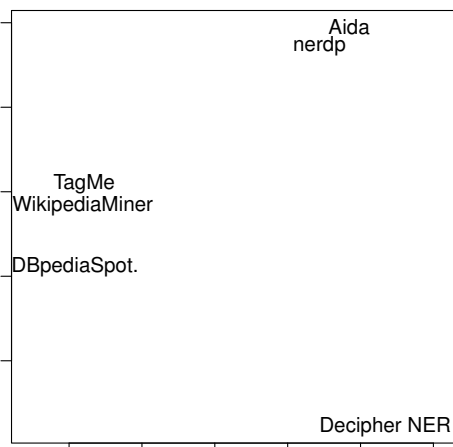 Aida
nerdp
TagMe
WikipediaMiner
DBpediaSpot.
Decipher NER